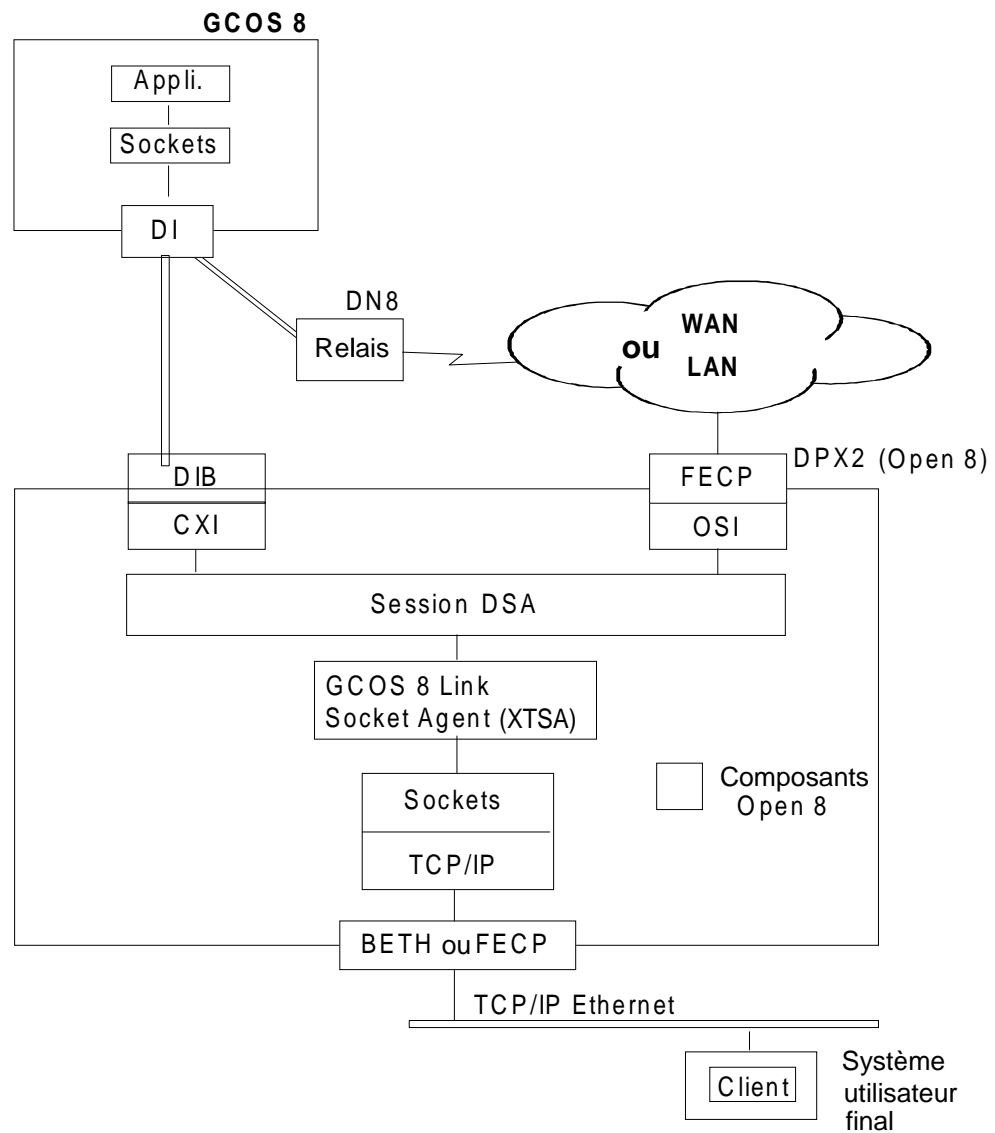 GCOS 8
Appli.
Sockets
DI
DN8
Relais
WAN
ou
LAN
DIB
CXI
FECP
OSI
DPX2 (Open 8)
Session DSA
GCOS 8 Link
Socket Agent (XTSA)
Sockets
TCP/IP
Composants
Open 8
BETH ou FECP
TCP/IP Ethernet
Client
Système
utilisateur
final